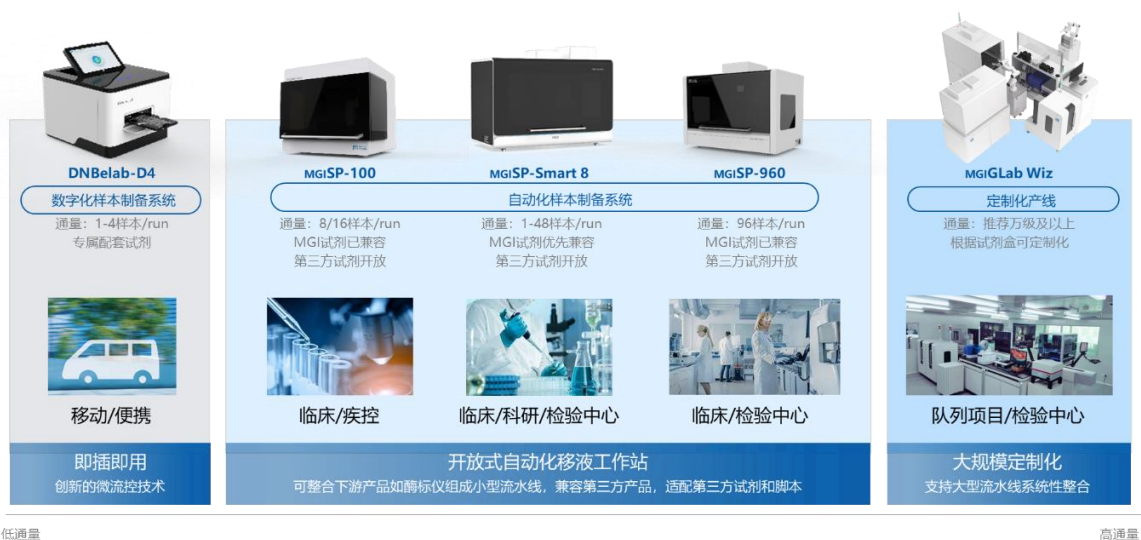 DNBelab-D4
数字化样本制备系统
通量：1-4样本/run
专属配套试剂
移动/便携
即插即用
创新的微流控技术
MGISP-100
MGISP-Smart 8
MGISP-960
自动化样本制备系统
通量：8/16样本/run
MGI试剂已兼容
第三方试剂开放
通量：1-48样本/run
MGI试剂优先兼容
第三方试剂开放
通量：96样本/run
MGI试剂已兼容
第三方试剂开放
临床/疾控
临床/科研/检验中心
临床/检验中心
开放式自动化移液工作站
可整合下游产品如酶标仪组成小型流水线，兼容第三方产品，适配第三方试剂和脚本
MGIGLab Wiz
定制化产线
通量：推荐万级及以上
根据试剂盒可定制化
队列项目/检验中心
大规模定制化
支持大型流水线系统性整合
低通量
高通量